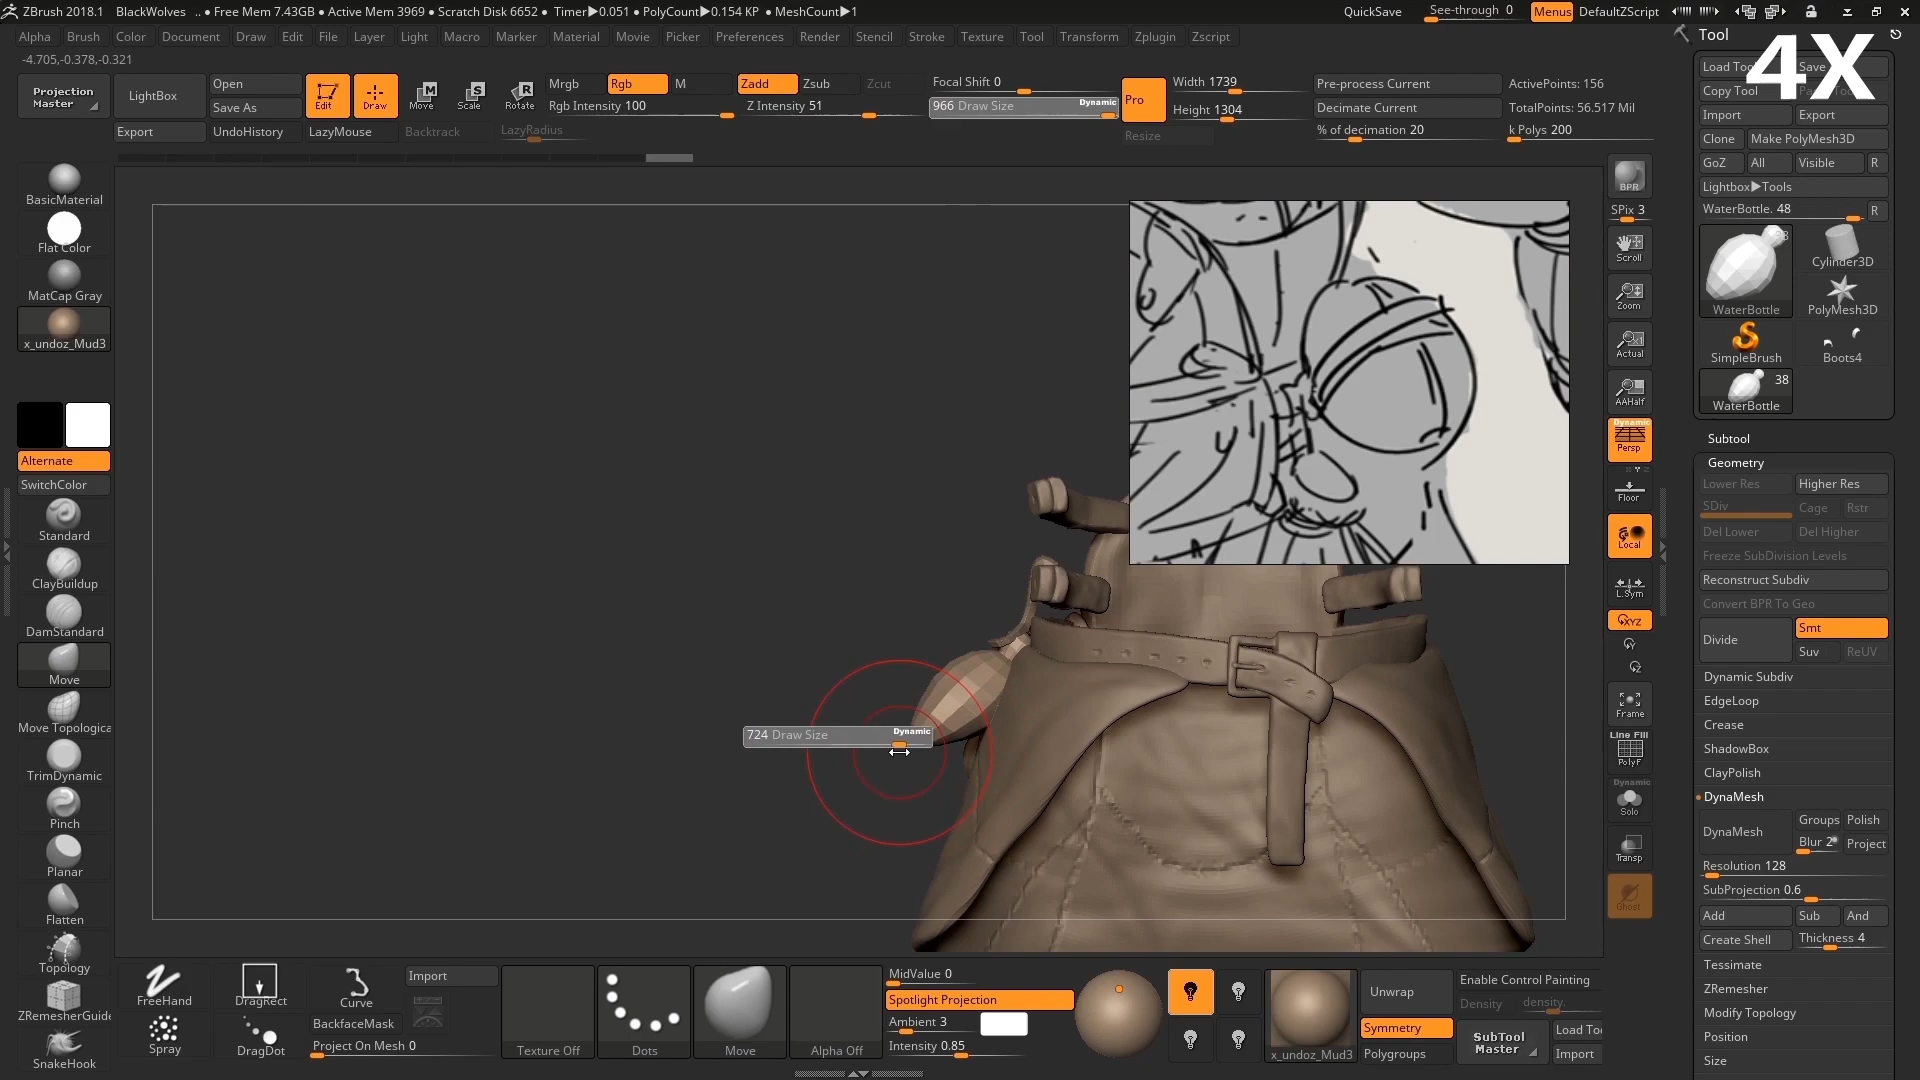 ZBrush 2018.1 BlackWolves .. • Free Mem 7.43GB • Active Mem 3969 • Scratch Disk 6652 • Timer▶0.051 • PolyCount▶0.154 KP • MeshCount▶1 QuickSave See-through 0 Menus DefaultZScript
Alpha Brush Color Document Draw Edit File Layer Light Macro Marker Material Movie Picker Preferences Render Stencil Stroke Texture Tool Transform Zplugin Zscript
-4.705,-0.378,-0.321
Projection Master
LightBox
Open
Save As
Export
UndoHistory
LazyMouse
Backtrack
LazyRadius
Edit
Draw
Move
Scale
Rotate
Mrgb Rgb M
Rgb Intensity 100
Zadd Zsub Zcut
Z Intensity 51
Focal Shift 0
966 Draw Size Dynamic
Pro
Width 1739
Height 1304
Resize
Pre-process Current
Decimate Current
% of decimation 20
ActivePoints: 156
TotalPoints: 56.517 Mil
k Polys 200
BasicMaterial
Flat Color
MatCap Gray
x_undoz_Mud3
Alternate
SwitchColor
Standard
ClayBuildup
DamStandard
Move
Move Topologica
hPolish
TrimDynamic
Pinch
Planar
Flatten
Topology
ZRemesherGuide
SnakeHook
724 Draw Size Dynamic
BPR
SPix 3
Scroll
Zoom
Actual
AAHalf
Dynamic
Persp
Floor
Local
L.Sym
XYZ
Frame
Line Fill
PolyF
Dynamic
Solo
Transp
Ghost
Tool
4X
Load Tool Save
Copy Tool
Import Export
Clone Make PolyMesh3D
GoZ All Visible R
Lightbox▶Tools
WaterBottle. 48 R
WaterBottle
Cylinder3D
PolyMesh3D
SimpleBrush
Boots4
38
WaterBottle
Subtool
Geometry
Lower Res Higher Res
SDiv Cage Rstr
Del Lower Del Higher
Freeze SubDivision Levels
Reconstruct Subdiv
Convert BPR To Geo
Divide Smt
Suv ReUV
Dynamic Subdiv
EdgeLoop
Crease
ShadowBox
ClayPolish
DynaMesh
DynaMesh Groups Polish
Blur 2 Project
Resolution 128
SubProjection 0.6
Add Sub And
Create Shell Thickness 4
Tessimate
ZRemesher
Modify Topology
Position
Size
FreeHand
DragRect
Curve
Import
BackfaceMask
Spray
DragDot
Project On Mesh 0
Texture Off
Dots
Move
Alpha Off
MidValue 0
Spotlight Projection
Ambient 3
Intensity 0.85
x_undoz_Mud3
Unwrap
Symmetry
Polygroups
Enable Control Painting
Density density.
SubTool Master
Load To
Import